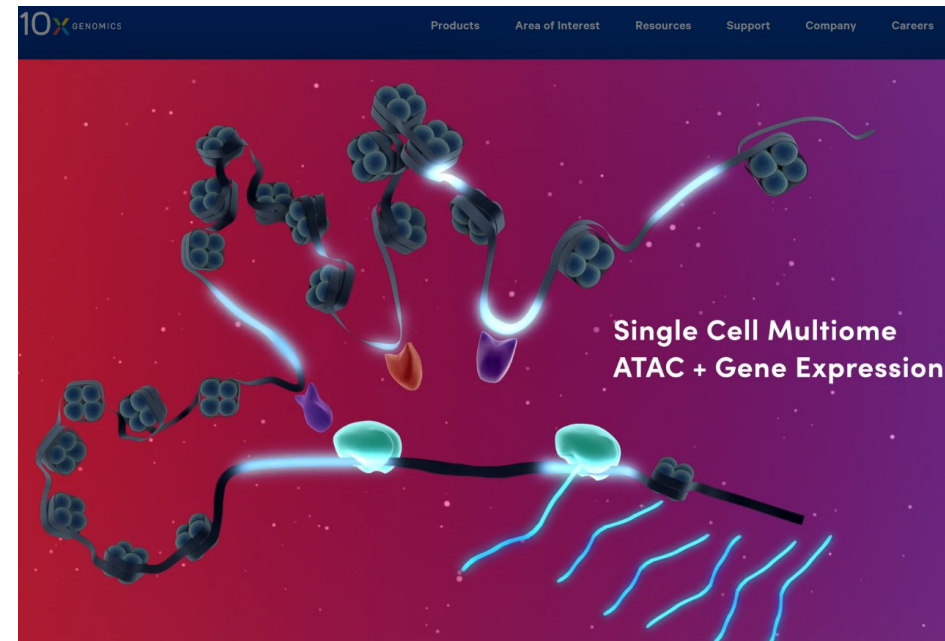 10X GENOMICS
Products
Area of Interest
Resources
Support
Company
Careers
Single Cell Multiome
ATAC + Gene Expression